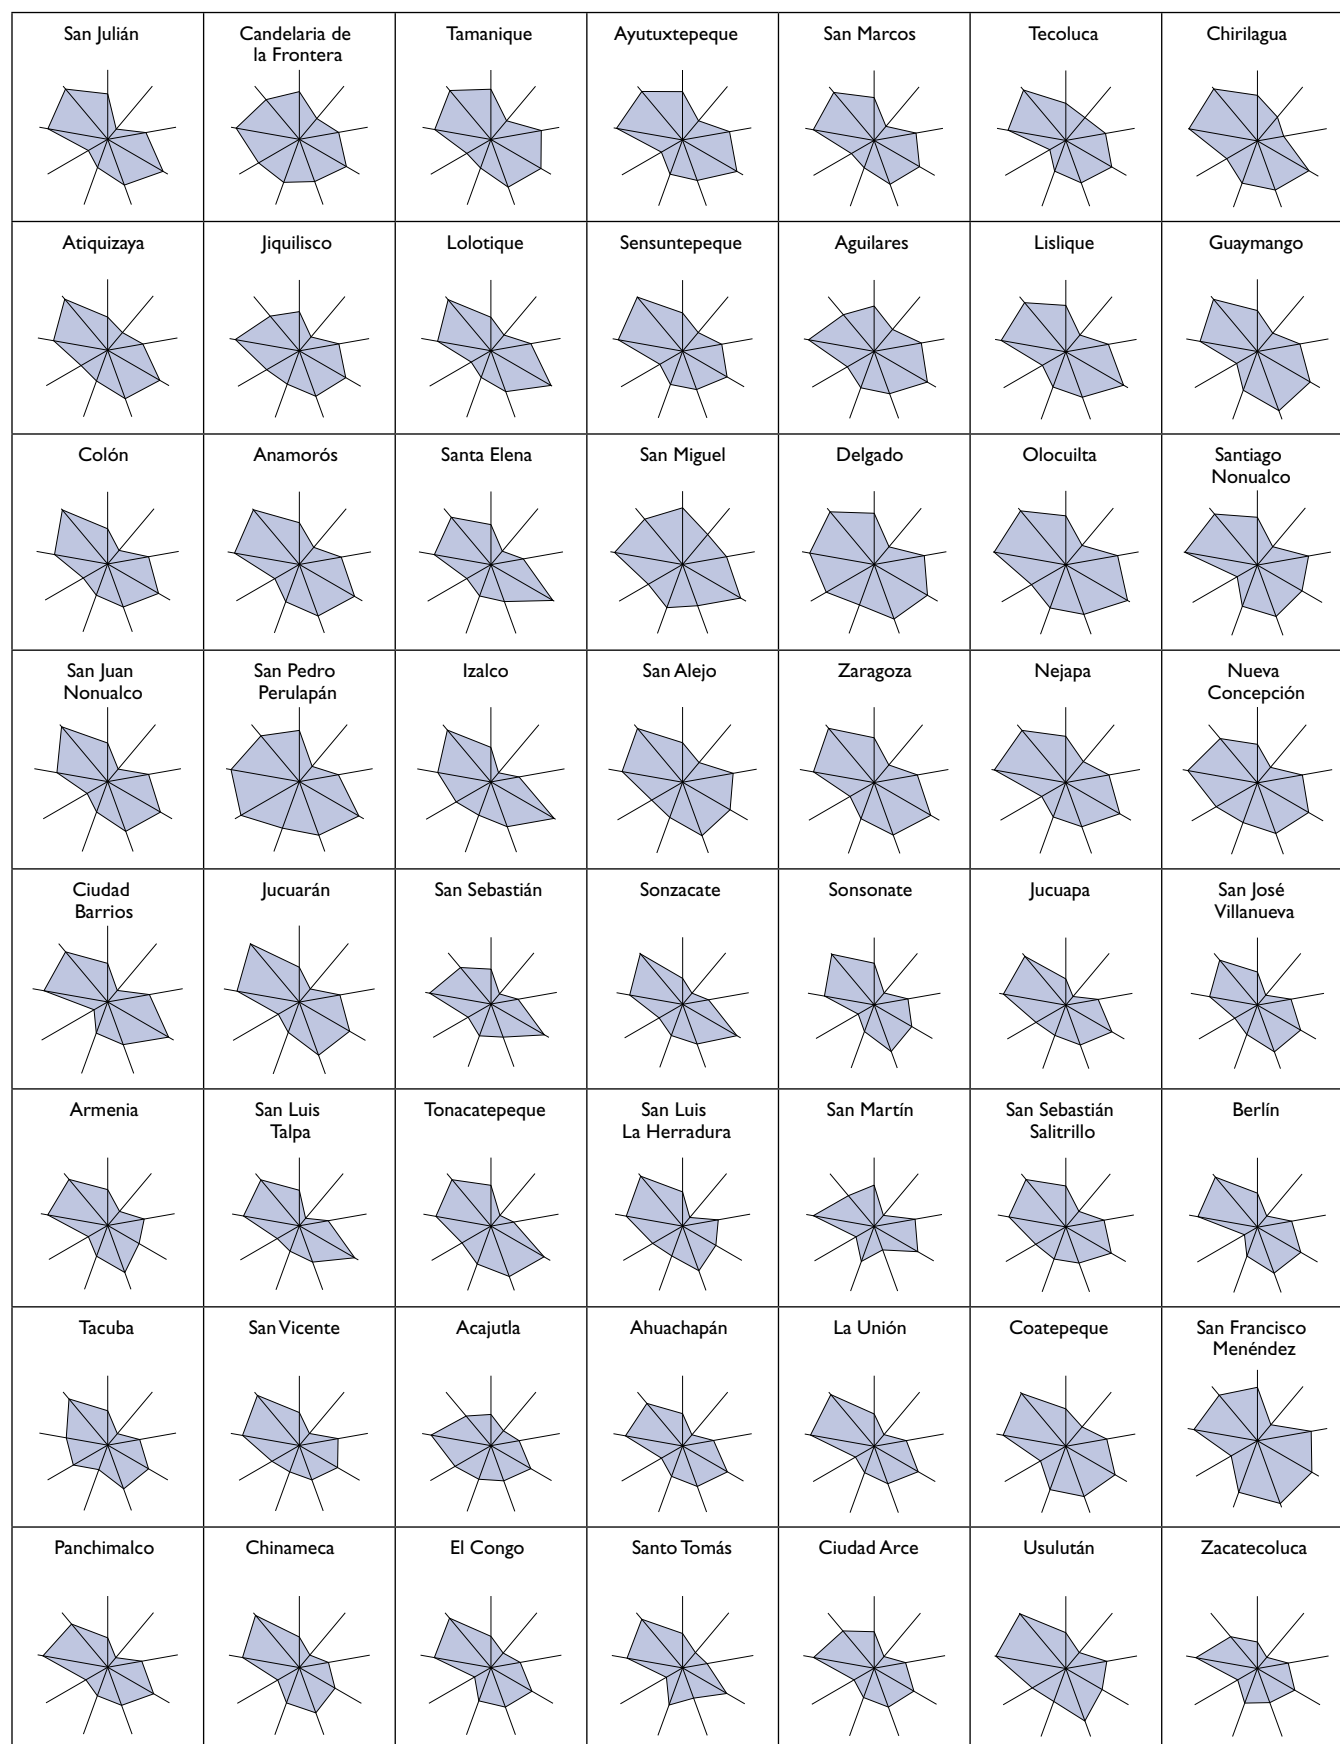 San Julián
Candelaria de
la Frontera
Tamanique
Ayutuxtepeque
San Marcos
Tecoluca
Chirilagua
Atiquizaya
Jiquilisco
Lolotique
Sensuntepeque
Aguilares
Lislique
Guaymango
Colón
Anamorós
Santa Elena
San Miguel
Delgado
Olocuilta
Santiago
Nonualco
San Juan
Nonualco
San Pedro
Perulapán
Izalco
San Alejo
Zaragoza
Nejapa
Nueva
Concepción
Ciudad
Barrios
Jucuarán
San Sebastián
Sonzacate
Sonsonate
Jucuapa
San José
Villanueva
Armenia
San Luis
Talpa
Tonacatepeque
San Luis
La Herradura
San Martín
San Sebastián
Salitrillo
Berlín
Tacuba
San Vicente
Acajutla
Ahuachapán
La Unión
Coatepeque
San Francisco
Menéndez
Panchimalco
Chinameca
El Congo
Santo Tomás
Ciudad Arce
Usulután
Zacatecoluca